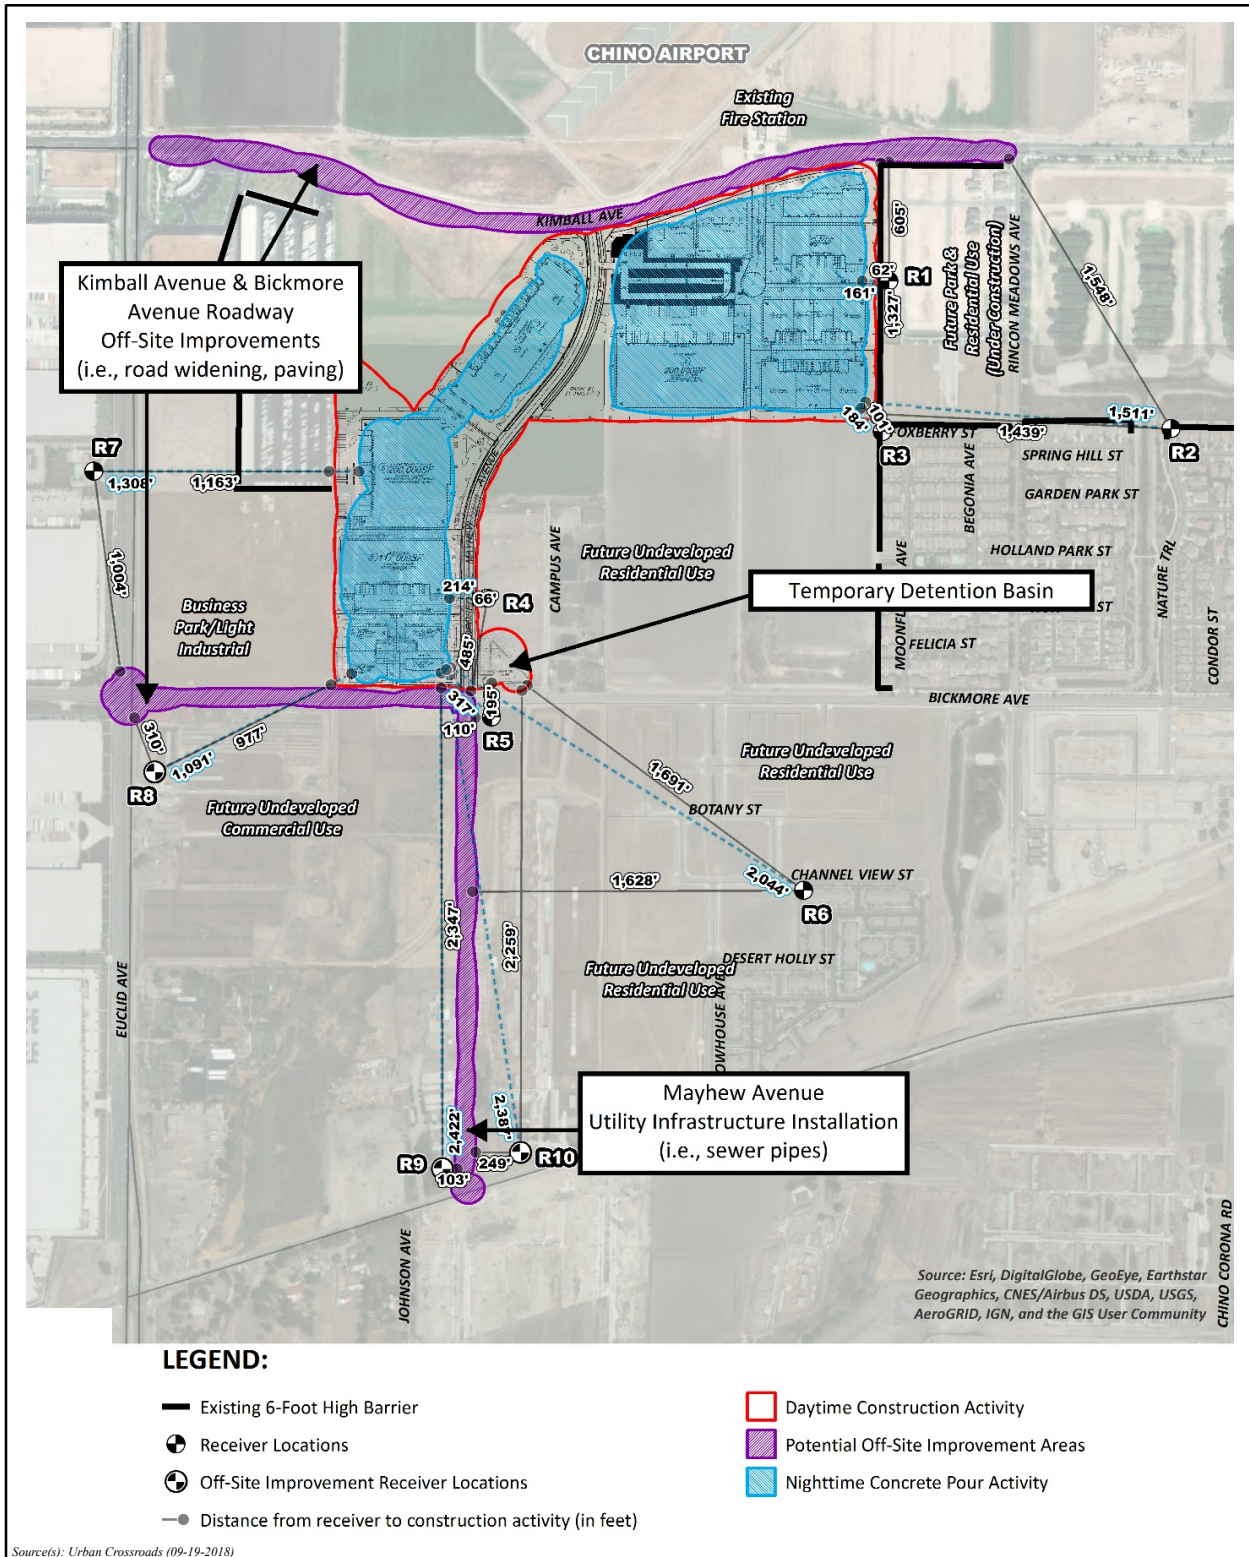 CHINO AIRPORT
Existing
Fire Station
KIMBALL AVE
605'
62'
R1
161'
1,327'
Future Park &
Residential Use
(Under Construction)
RINCON MEADOWS AVE
1,548'
Kimball Avenue & Bickmore
Avenue Roadway
Off-Site Improvements
(i.e., road widening, paving)
R7
1,308'
1,163'
1,004'
101'
184'
R3
FOXBERRY ST
1,439'
1,511'
R2
SPRING HILL ST
BEGONIA AVE
GARDEN PARK ST
HOLLAND PARK ST
NATURE TRL
CONDOR ST
FELICIA ST
MAYHEW AVENUE
CAMPUS AVE
Future Undeveloped
Residential Use
Temporary Detention Basin
Business
Park/Light
Industrial
214'
66'
R4
485'
BICKMORE AVE
317'
195'
110'
R5
310'
977'
1,091'
R8
Future Undeveloped
Commercial Use
Future Undeveloped
Residential Use
1,691'
BOTANY ST
2,044'
CHANNEL VIEW ST
R6
1,628'
2,347'
2,259'
DESERT HOLLY ST
Future Undeveloped
Residential Use
EUCLID AVE
Mayhew Avenue
Utility Infrastructure Installation
(i.e., sewer pipes)
2,422'
2,387'
R9
103'
249'
R10
JOHNSON AVE
CHINO CORONA RD
Source: Esri, DigitalGlobe, GeoEye, Earthstar
Geographics, CNES/Airbus DS, USDA, USGS,
AeroGRID, IGN, and the GIS User Community
LEGEND:
Existing 6-Foot High Barrier
Receiver Locations
Off-Site Improvement Receiver Locations
Distance from receiver to construction activity (in feet)
Daytime Construction Activity
Potential Off-Site Improvement Areas
Nighttime Concrete Pour Activity
Source(s): Urban Crossroads (09-19-2018)